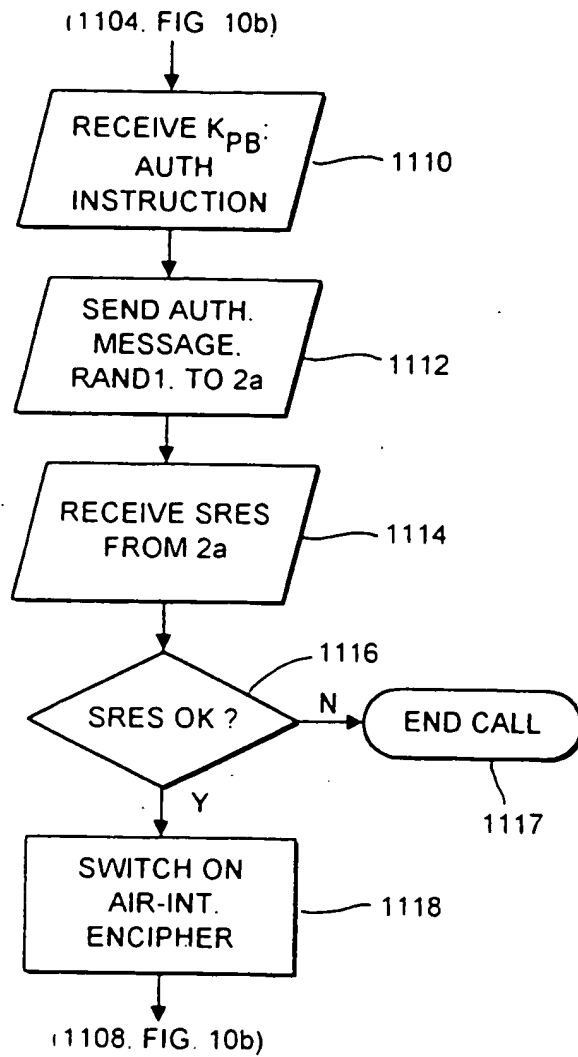 (1104. FIG 10b)
RECEIVE KPB:
AUTH
INSTRUCTION
1110
SEND AUTH.
MESSAGE.
RAND1. TO 2a
1112
RECEIVE SRES
FROM 2a
1114
1116
SRES OK ?
N
END CALL
1117
Y
SWITCH ON
AIR-INT.
ENCIPHER
1118
(1108. FIG. 10b)